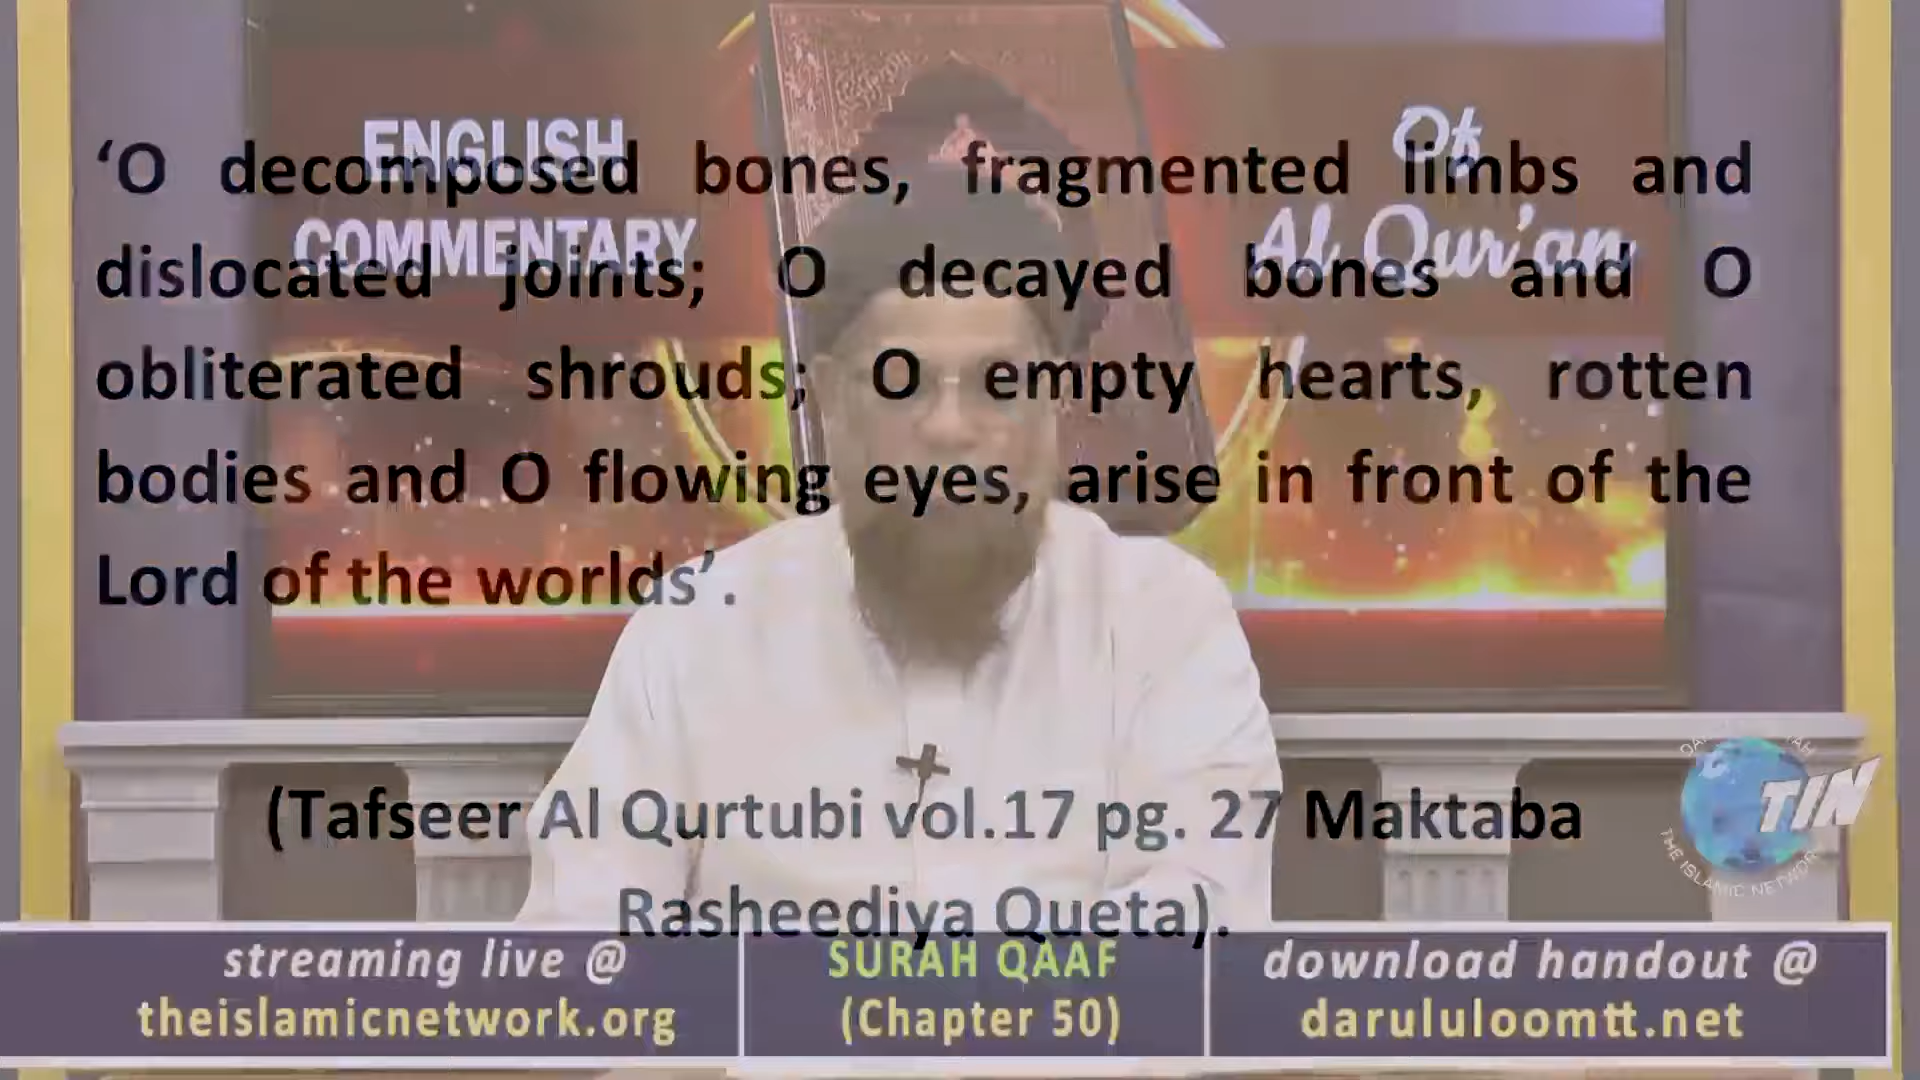 ENGLISH
COMMENTARY
Of
Al Qur'an
‘O decomposed bones, fragmented limbs and
dislocated joints; O decayed bones and O
obliterated shrouds; O empty hearts, rotten
bodies and O flowing eyes, arise in front of the
Lord of the worlds’.
(Tafseer Al Qurtubi vol.17 pg. 27 Maktaba
Rasheediya Queta).
TIN
THE ISLAMIC NETWORK
streaming live @
theislamicnetwork.org
SURAH QAAF
(Chapter 50)
download handout @
darululoomtt.net